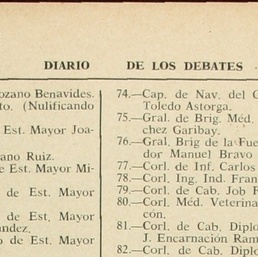 DIARIO DE LOS DEBATES
ozano Benavides.
to. (Nulificando
Est. Mayor Joa-
ano Ruiz.
e Est. Mayor Mi-
de Est. Mayor
de Est. Mayor
ández.
o de Est. Mayor
74.—Cap. de Nav. del C
Toledo Astorga.
75.—Gral. de Brig. Méd.
chez Garibay.
76.—Gral. Brig de la Fue
dor Manuel Bravo
77.—Corl. de Inf. Carlos
78.—Corl. Ing. Ind. Fran
79.—Corl. de Cab. Job F
80.—Corl. Méd. Veterina
cón.
81.—Corl. de Cab. Diplo
J. Encarnación Ram
82.—Corl. de Cab. Diplo